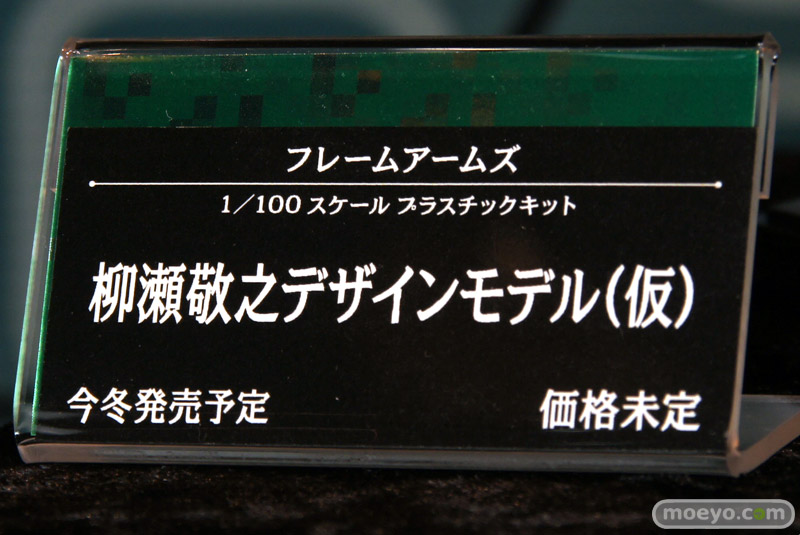 フレームアームズ
1／100 スケール プラスチックキット
柳瀬敬之デザインモデル(仮)
今冬発売予定 価格未定
moeyo.com